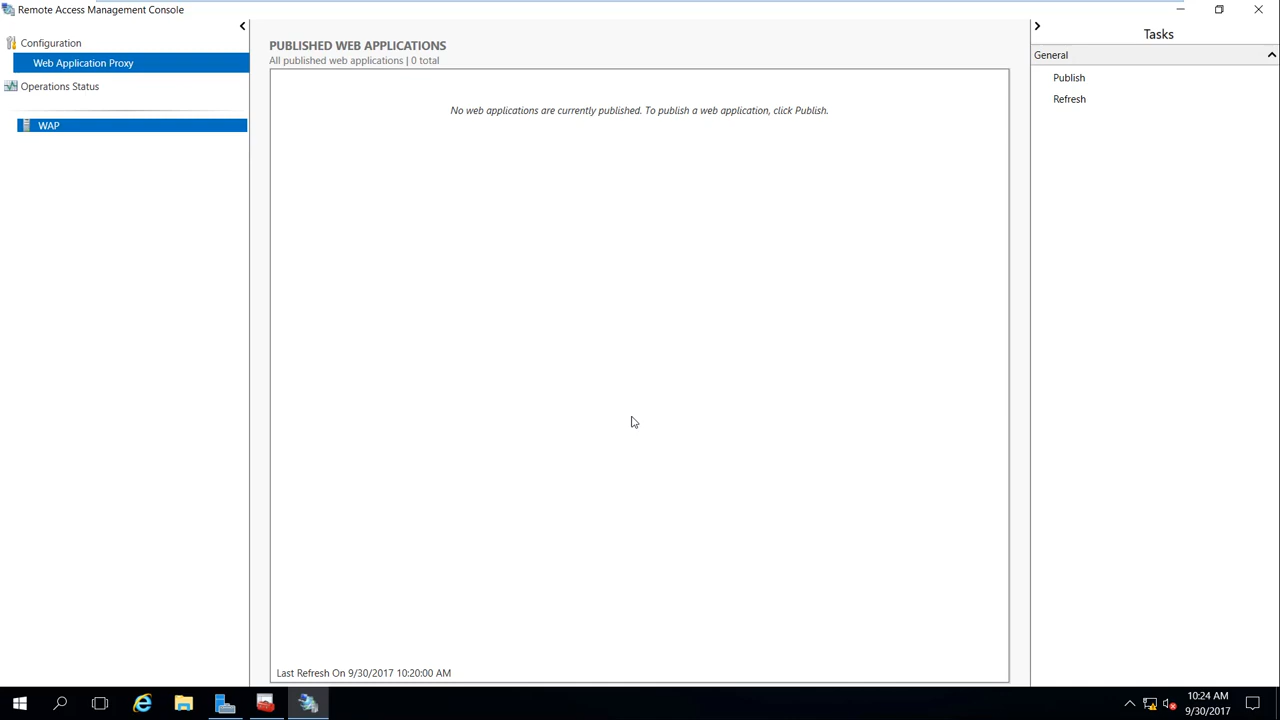 Remote Access Management Console
Configuration
Web Application Proxy
Operations Status
WAP
PUBLISHED WEB APPLICATIONS
All published web applications | 0 total
No web applications are currently published. To publish a web application, click Publish.
Last Refresh On 9/30/2017 10:20:00 AM
Tasks
General
Publish
Refresh
10:24 AM
9/30/2017